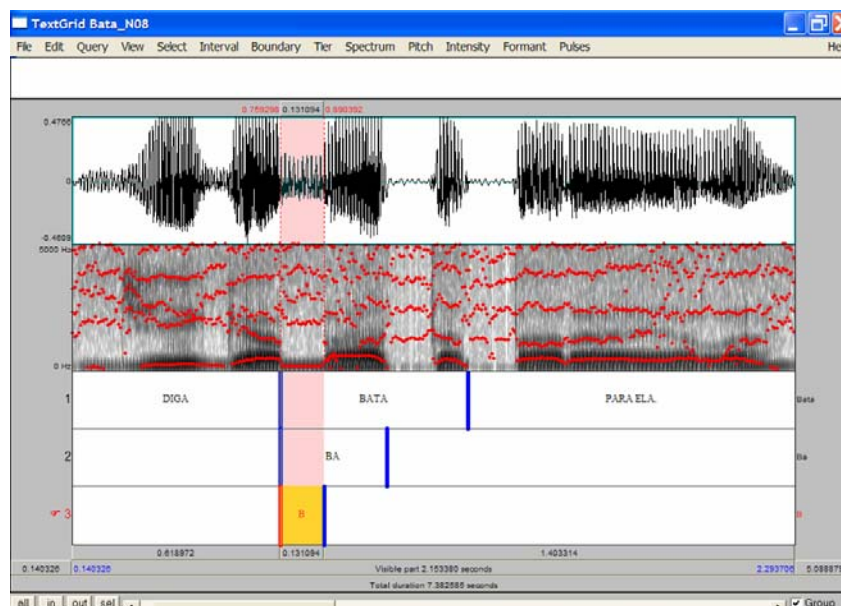 TextGrid Bata_N08
File Edit Query View Select Interval Boundary Tier Spectrum Pitch Intensity Formant Pulses He
0.759298 0.131094 0.890392
0.4766
0
-0.4609
5000 Hz
0 Hz
1 DIGA BATA PARA ELA. Bata
2 BA Ba
3 B B
0.618972 0.131094 1.403314
0.140326 0.140326 Visible part 2.153380 seconds 2.293706 5.088879
Total duration 7.382585 seconds
all in out sel Group